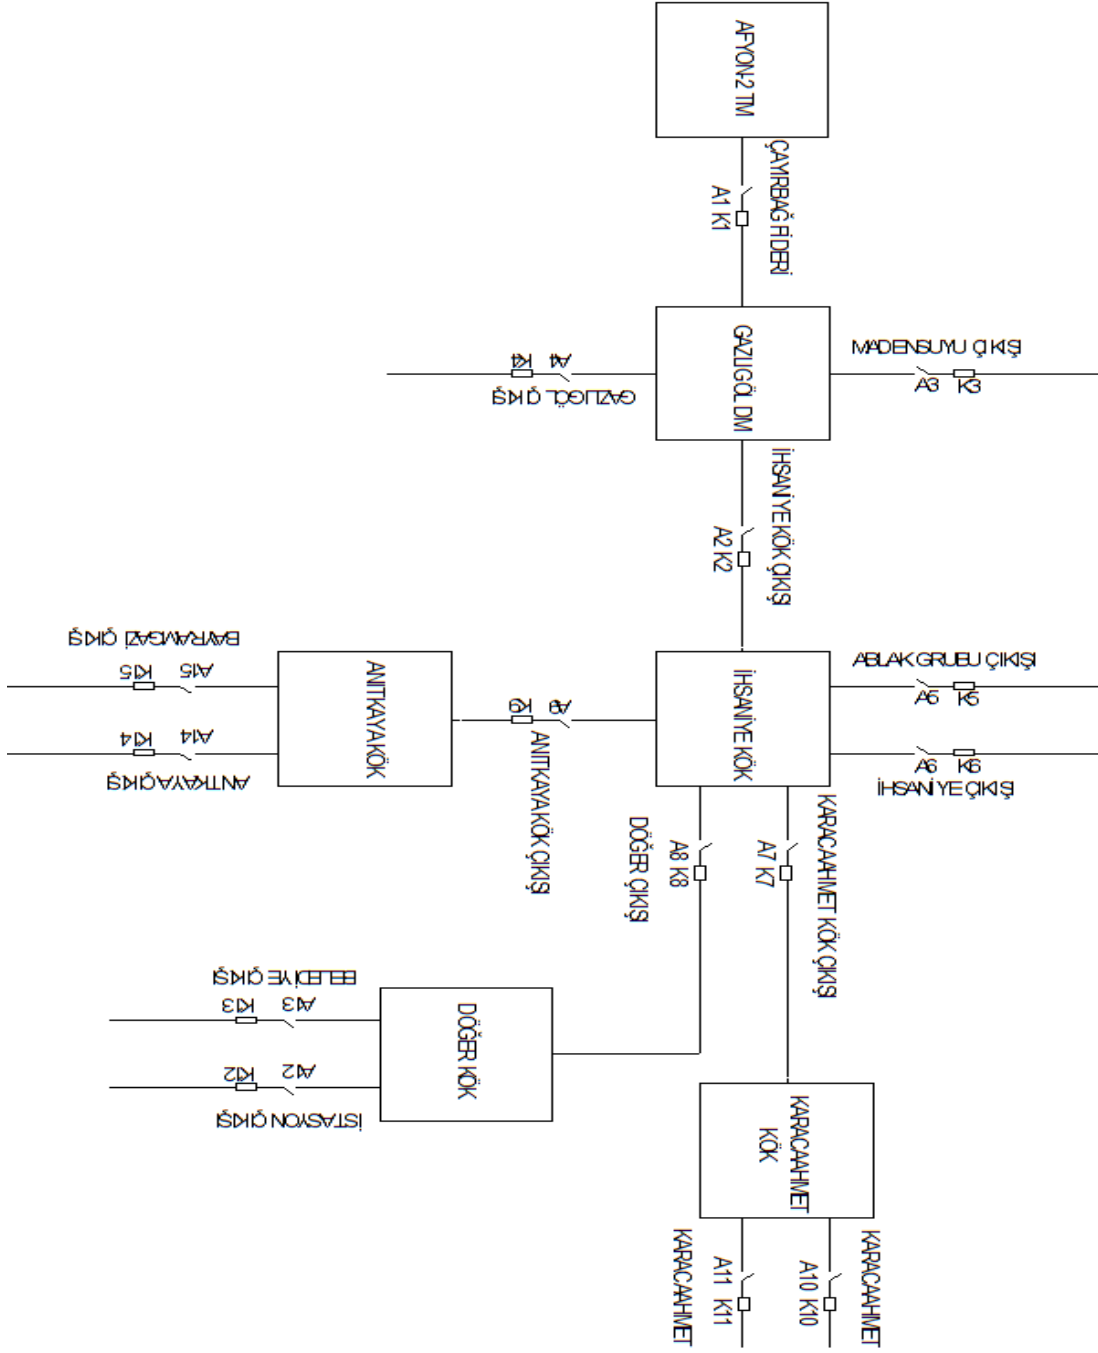 AFYON-2 TM
ÇAYIRBAĞ FİDERİ
A1 K1
GAZLIGÖL DM
MADENSUYU ÇIKIŞI
A3 K3
K4 A4
GAZLIGÖL ÇIKIŞI
İHSANİYE KÖK ÇIKIŞI
A2 K2
İHSANİYE KÖK
ABLAK GRUBU ÇIKIŞI
A5 K5
A6 K6
İHSANİYE ÇIKIŞI
BAYRAMGAZİ ÇIKIŞI
K15 A15
K14 A14
ANITKAYA ÇIKIŞI
ANITKAYA KÖK
K9 A9
ANITKAYA KÖK ÇIKIŞI
DÖĞER ÇIKIŞI
A8 K8
A7 K7
KARACAAHMET KÖK ÇIKIŞI
BELEDİYE ÇIKIŞI
K13 A13
K12 A12
İSTASYON ÇIKIŞI
DÖĞER KÖK
KARACAAHMET
KÖK
KARACAAHMET
A11 K11
A10 K10
KARACAAHMET